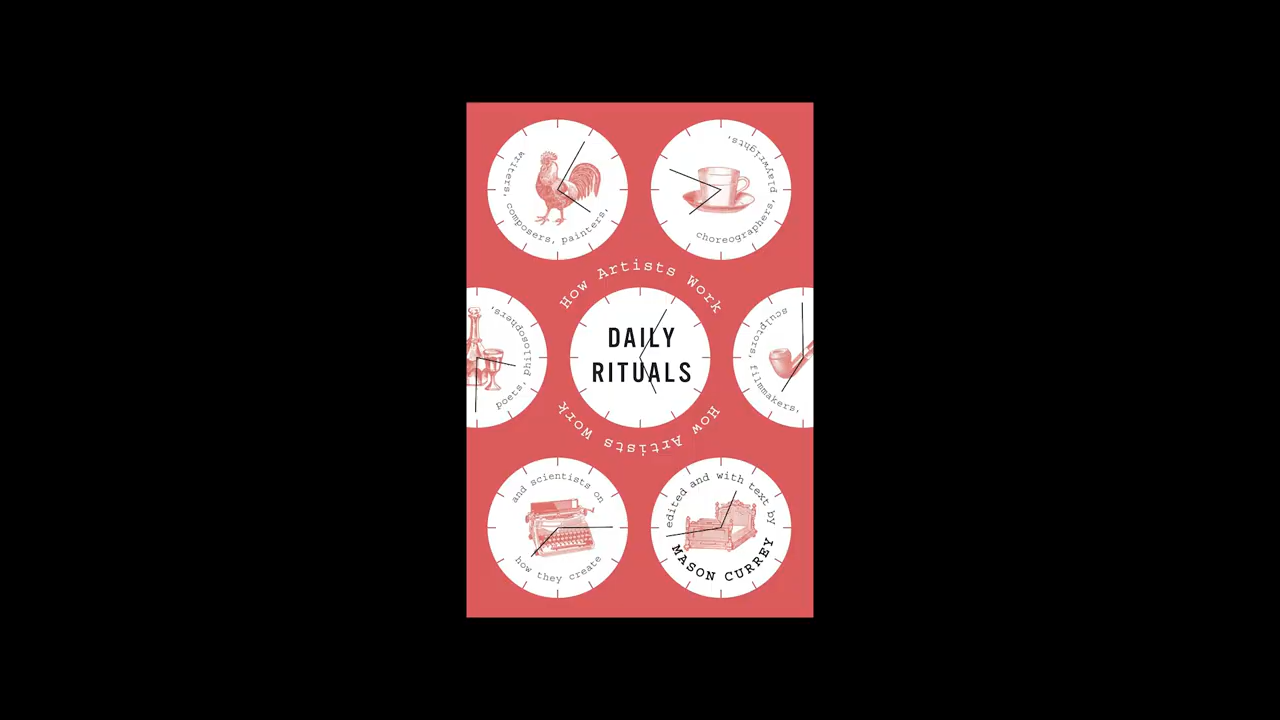 writers, composers, painters,
choreographers, playwrights,
How Artists Work
poets, philosophers,
DAILY
RITUALS
sculptors, filmmakers,
How Artists Work
and scientists on
how they create
edited and with text by
MASON CURREY